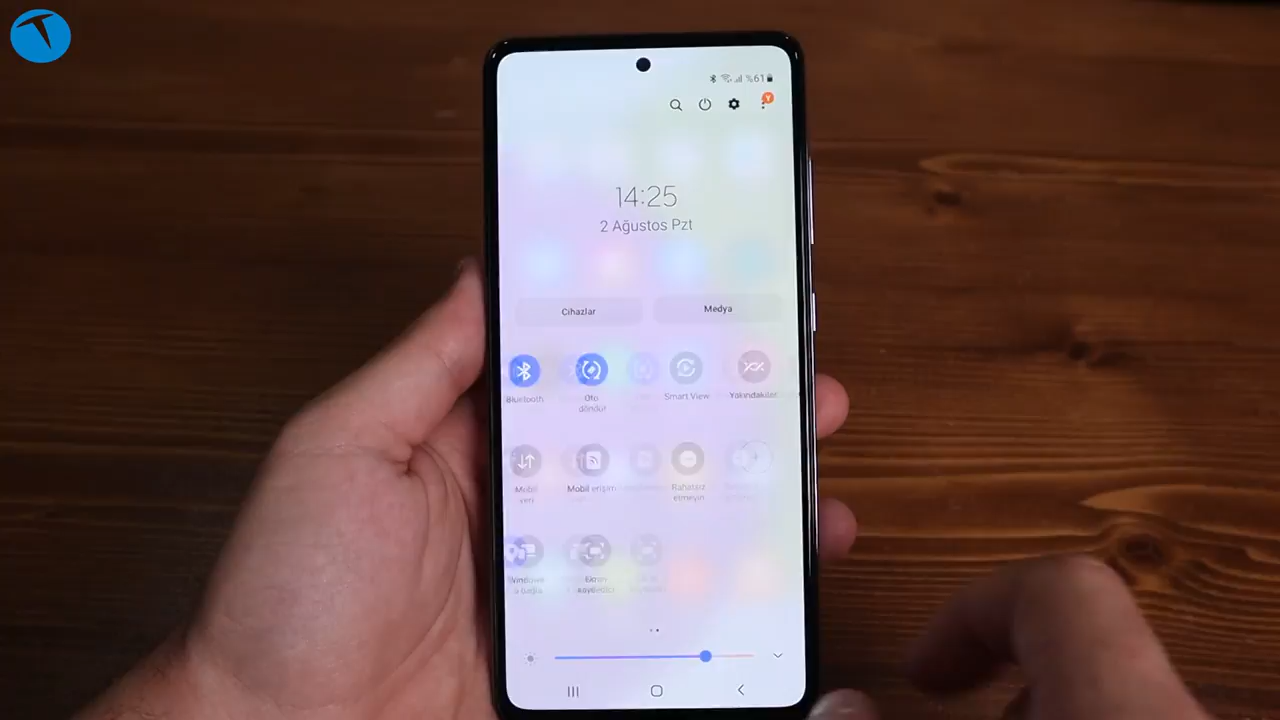 %61
14:25
2 Ağustos Pzt
Cihazlar
Medya
Bluetooth
Oto
döndür
Smart View
Yakındakiler
Mobil
veri
Mobil erişim
Rahatsız
etmeyin
Ekran
kaydedici